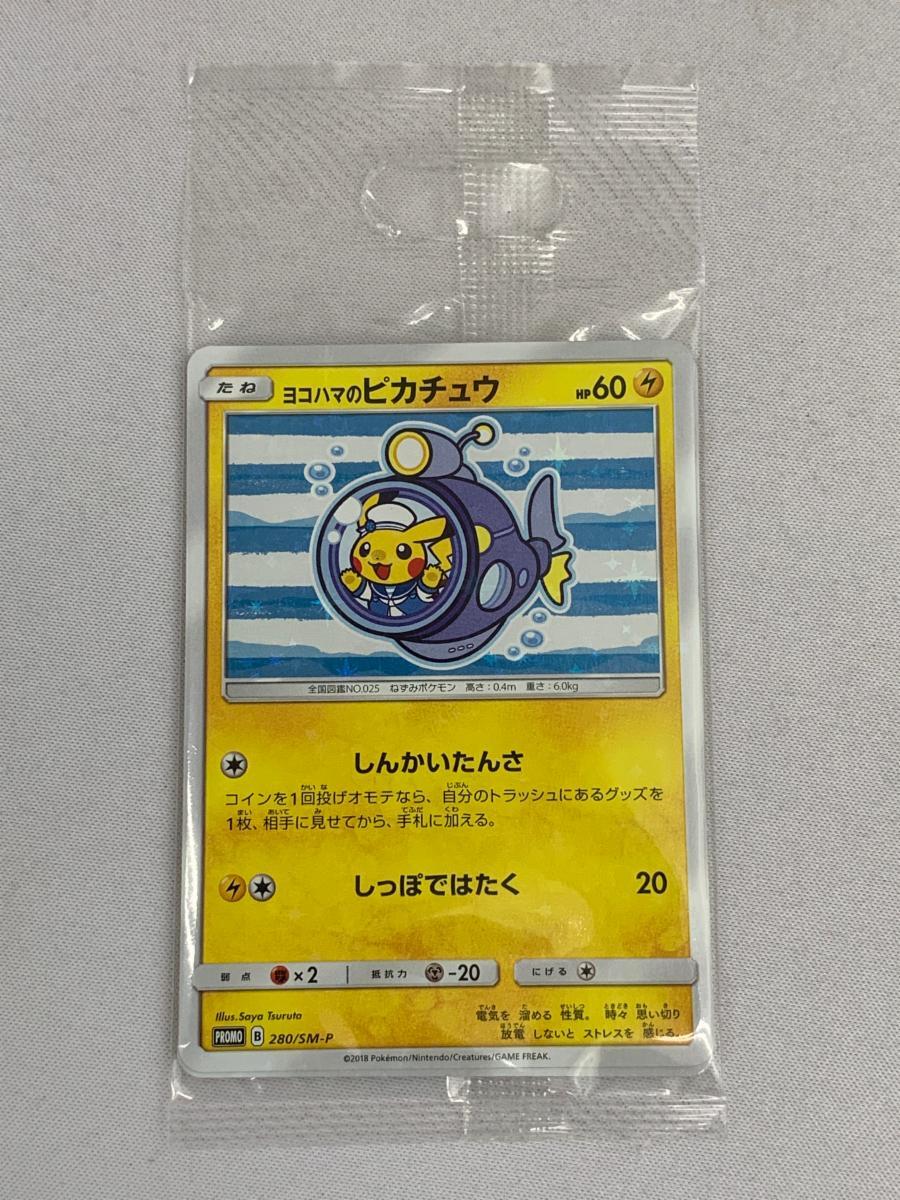 たね ヨコハマのピカチュウ HP60
全国図鑑NO.025 ねずみポケモン 高さ:0.4m 重さ:6.0kg
しんかいたんさ
コインを1回投げオモテなら、自分のトラッシュにあるグッズを
1枚、相手に見せてから、手札に加える。
しっぽではたく 20
弱点 ×2 抵抗力 -20 にげる
Illus.Saya Tsuruta
電気を 溜める 性質。 時々 思い切り
放電 しないと ストレスを 感じる。
PROMO B 280/SM-P
©2018 Pokémon/Nintendo/Creatures/GAME FREAK.